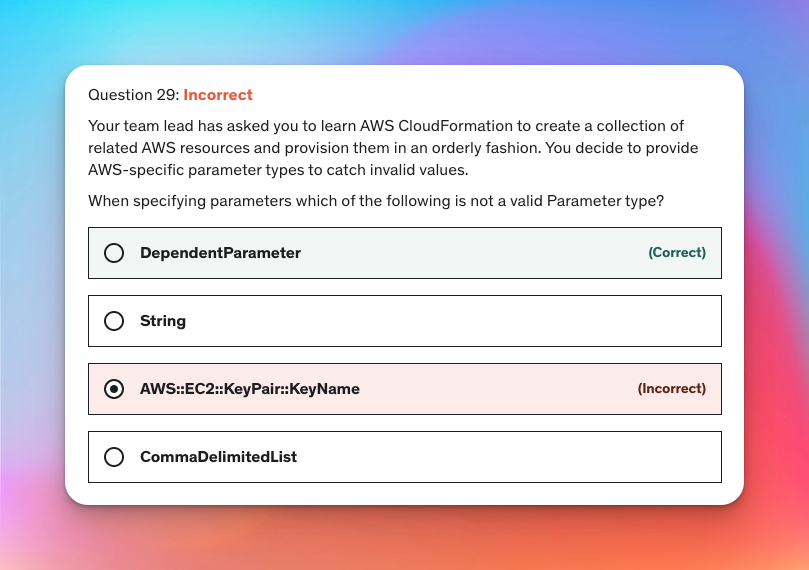 Question 29: Incorrect
Your team lead has asked you to learn AWS CloudFormation to create a collection of
related AWS resources and provision them in an orderly fashion. You decide to provide
AWS-specific parameter types to catch invalid values.
When specifying parameters which of the following is not a valid Parameter type?
DependentParameter (Correct)
String
AWS::EC2::KeyPair::KeyName (Incorrect)
CommaDelimitedList